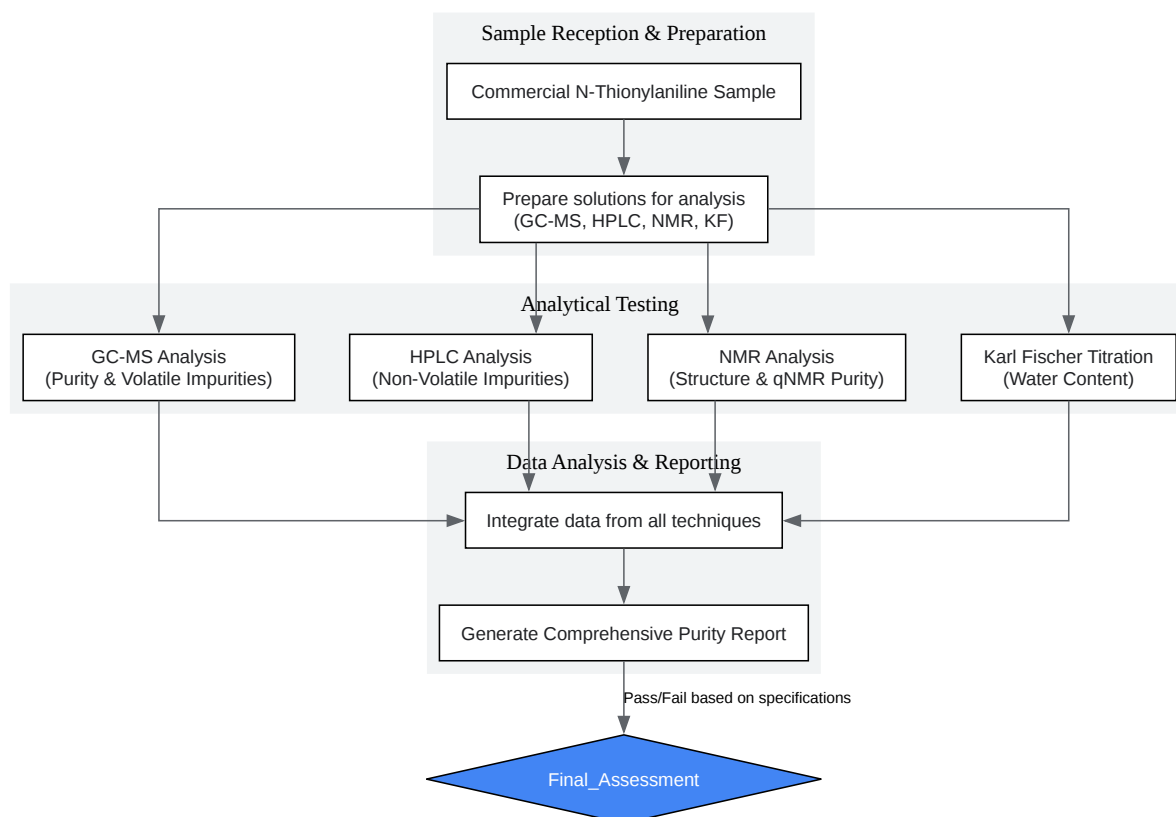 Sample Reception & Preparation
Commercial N-Thionylaniline Sample
Prepare solutions for analysis
(GC-MS, HPLC, NMR, KF)
Analytical Testing
GC-MS Analysis
(Purity & Volatile Impurities)
HPLC Analysis
(Non-Volatile Impurities)
NMR Analysis
(Structure & qNMR Purity)
Karl Fischer Titration
(Water Content)
Data Analysis & Reporting
Integrate data from all techniques
Generate Comprehensive Purity Report
Pass/Fail based on specifications
Final_Assessment